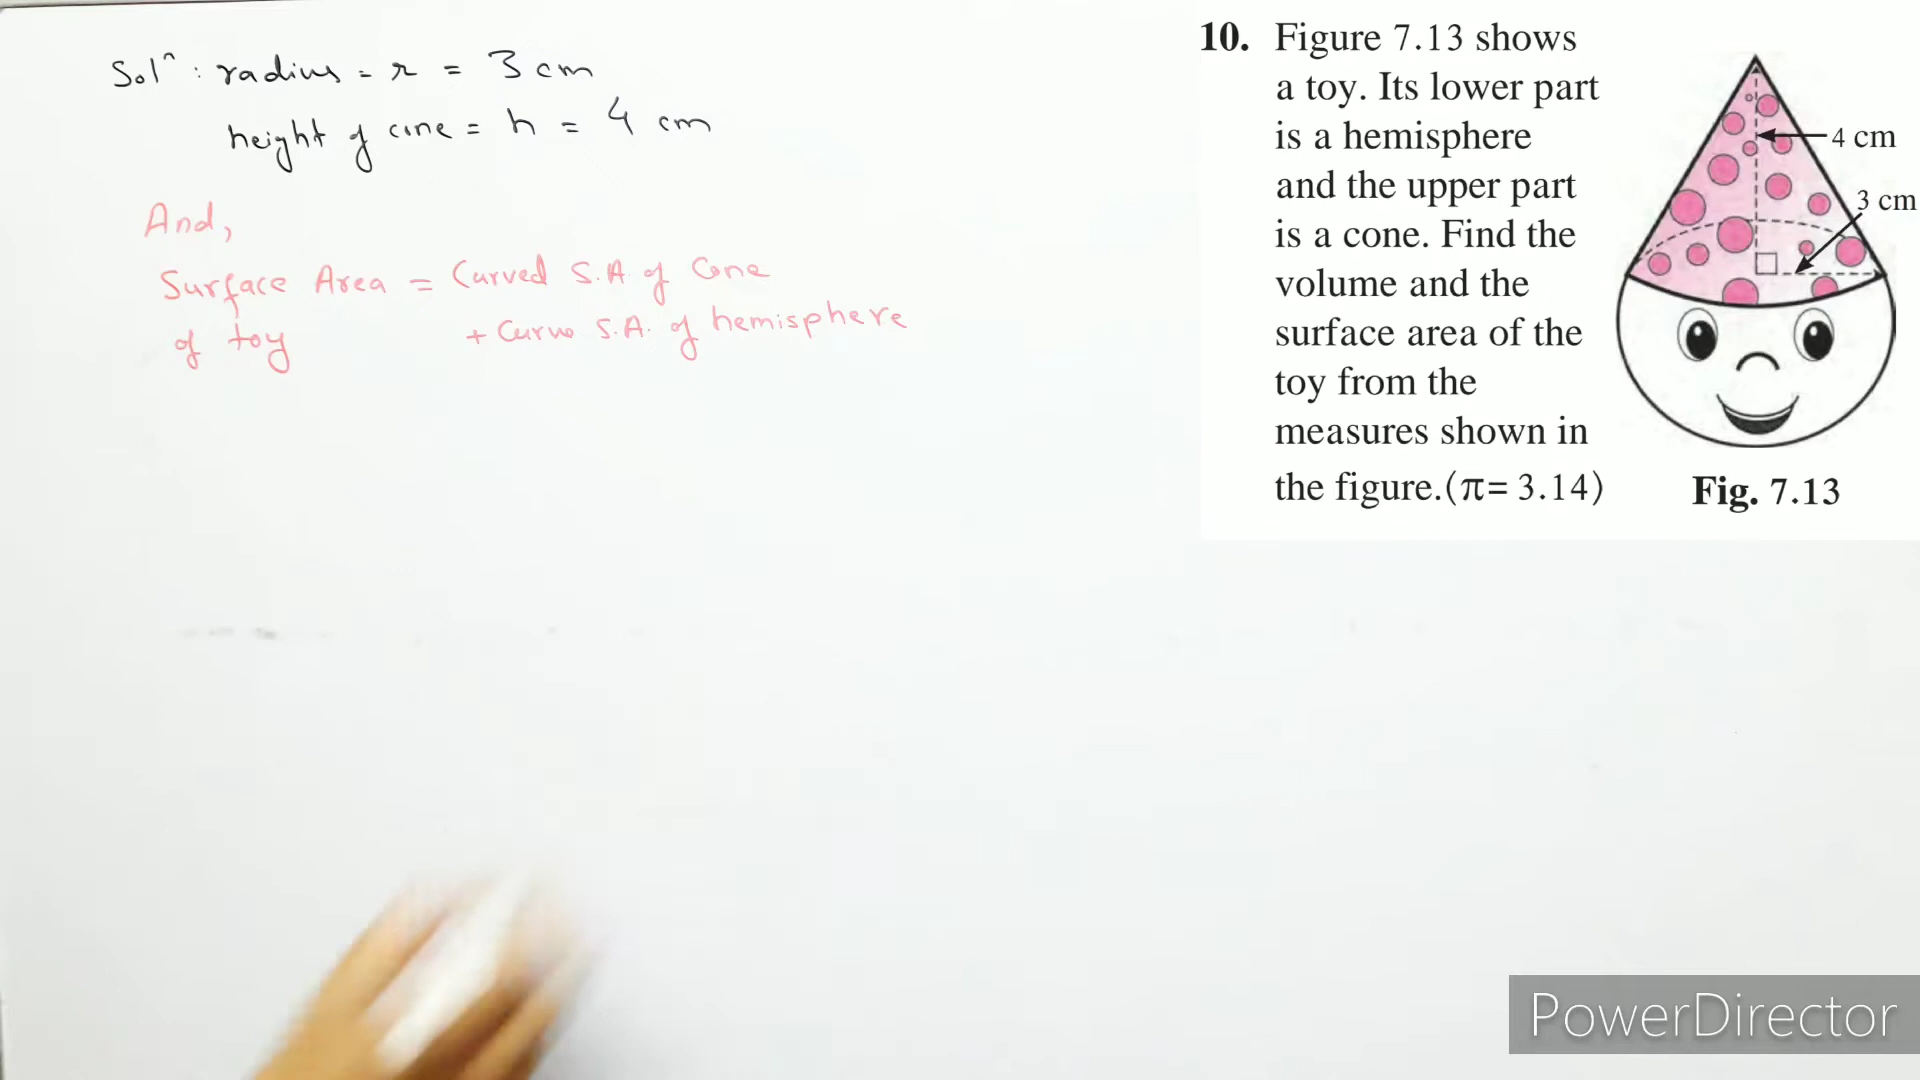 Solⁿ: radius = r = 3 cm
height of cone = h = 4 cm
And,
Surface Area = Curved S.A. of Cone
of toy + Curve S.A. of hemisphere
10. Figure 7.13 shows
a toy. Its lower part
is a hemisphere
and the upper part
is a cone. Find the
volume and the
surface area of the
toy from the
measures shown in
the figure.(π= 3.14)
4 cm
3 cm
Fig. 7.13
PowerDirector